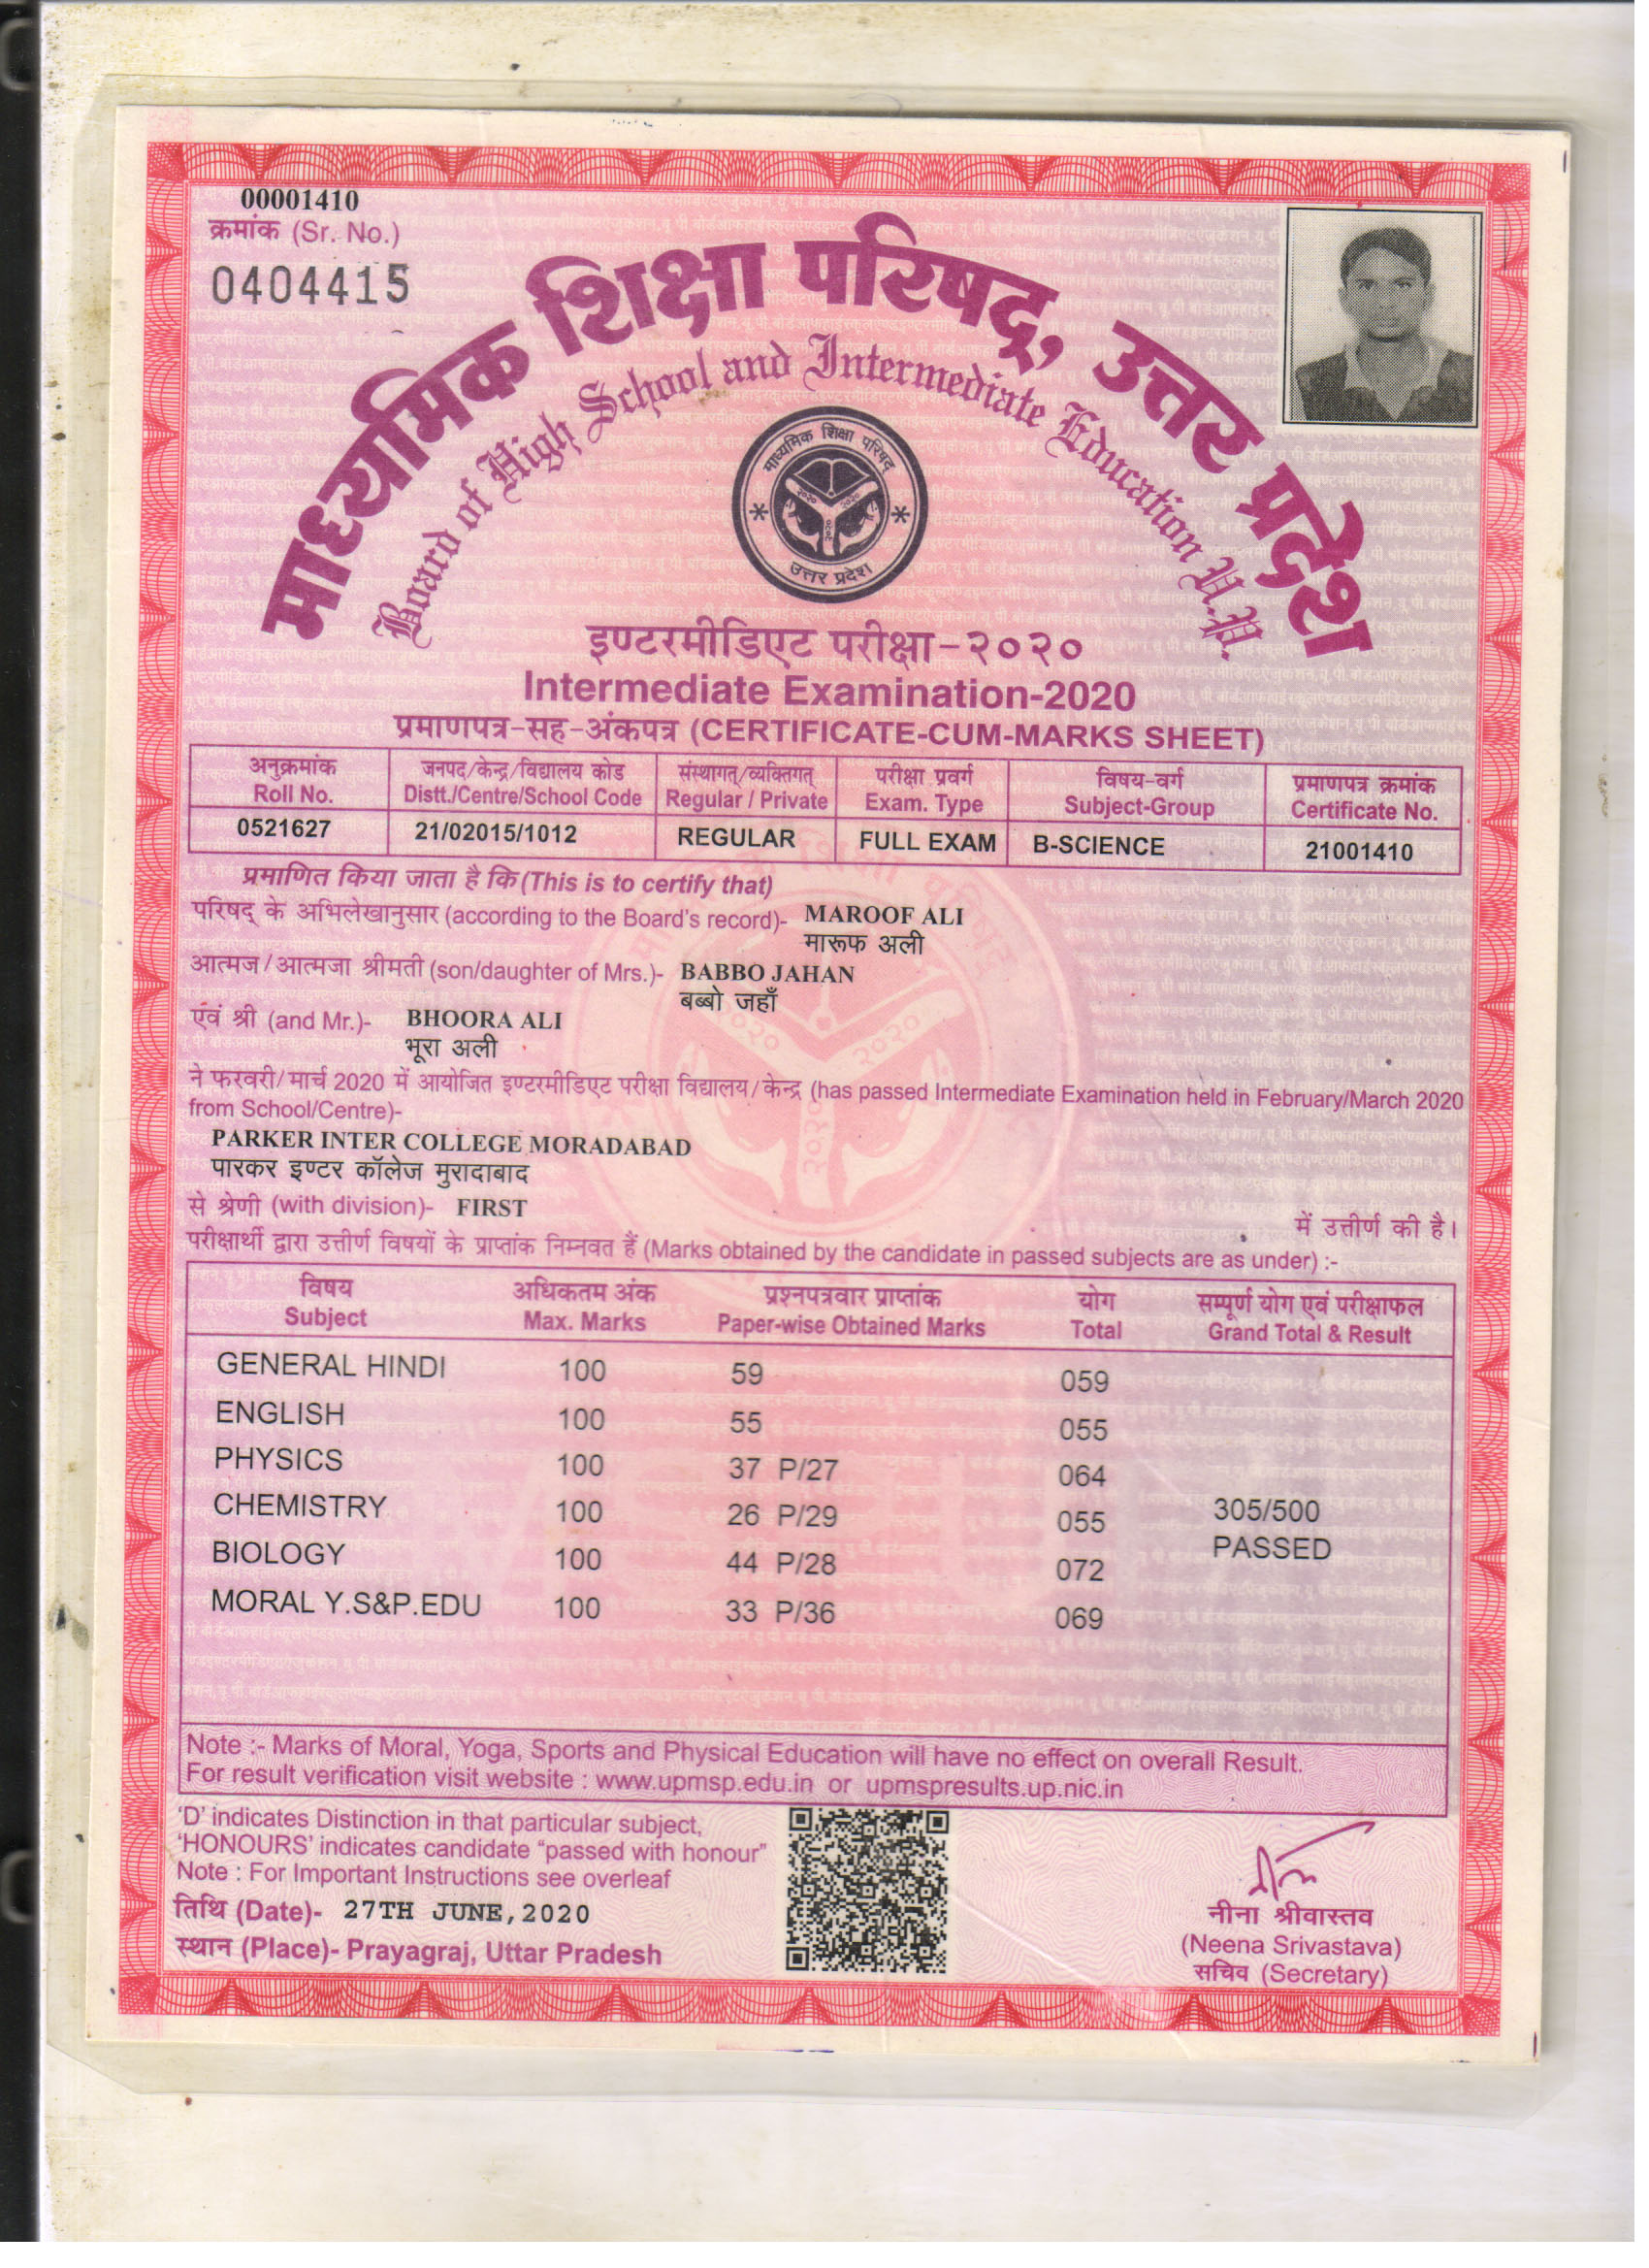 00001410
क्रमांक (Sr. No.)
0404415
माध्यमिक शिक्षा परिषद्, उत्तर प्रदेश
Board of High School and Intermediate Education U.P.
माध्यमिक शिक्षा परिषद्
२०२० २०२०
२०२०
उत्तर प्रदेश
इण्टरमीडिएट परीक्षा-२०२०
Intermediate Examination-2020
प्रमाणपत्र-सह-अंकपत्र (CERTIFICATE-CUM-MARKS SHEET)
अनुक्रमांक जनपद/केन्द्र/विद्यालय कोड संस्थागत्/व्यक्तिगत् परीक्षा प्रवर्ग विषय-वर्ग प्रमाणपत्र क्रमांक
Roll No. Distt./Centre/School Code Regular / Private Exam. Type Subject-Group Certificate No.
0521627 21/02015/1012 REGULAR FULL EXAM B-SCIENCE 21001410
प्रमाणित किया जाता है कि (This is to certify that)
परिषद् के अभिलेखानुसार (according to the Board's record)- MAROOF ALI
मारूफ अली
आत्मज/आत्मजा श्रीमती (son/daughter of Mrs.)- BABBO JAHAN
बब्बो जहाँ
एवं श्री (and Mr.)- BHOORA ALI
भूरा अली
ने फरवरी/मार्च 2020 में आयोजित इण्टरमीडिएट परीक्षा विद्यालय/केन्द्र (has passed Intermediate Examination held in February/March 2020
from School/Centre)-
PARKER INTER COLLEGE MORADABAD
पारकर इण्टर कॉलेज मुरादाबाद
से श्रेणी (with division)- FIRST में उत्तीर्ण की है।
परीक्षार्थी द्वारा उत्तीर्ण विषयों के प्राप्तांक निम्नवत हैं (Marks obtained by the candidate in passed subjects are as under) :-
विषय अधिकतम अंक प्रश्नपत्रवार प्राप्तांक योग सम्पूर्ण योग एवं परीक्षाफल
Subject Max. Marks Paper-wise Obtained Marks Total Grand Total & Result
GENERAL HINDI 100 59 059
ENGLISH 100 55 055
PHYSICS 100 37 P/27 064
CHEMISTRY 100 26 P/29 055 305/500
BIOLOGY 100 44 P/28 072 PASSED
MORAL Y.S&P.EDU 100 33 P/36 069
Note :- Marks of Moral, Yoga, Sports and Physical Education will have no effect on overall Result.
For result verification visit website : www.upmsp.edu.in or upmspresults.up.nic.in
'D' indicates Distinction in that particular subject,
'HONOURS' indicates candidate "passed with honour"
Note : For Important Instructions see overleaf
तिथि (Date)- 27TH JUNE,2020
स्थान (Place)- Prayagraj, Uttar Pradesh
नीना श्रीवास्तव
(Neena Srivastava)
सचिव (Secretary)